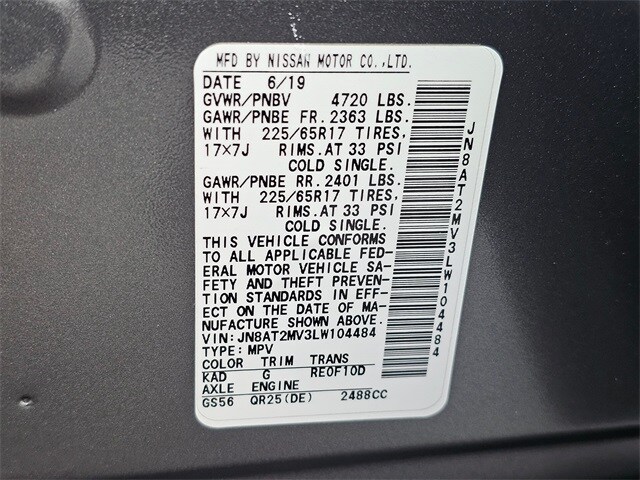 MFD BY NISSAN MOTOR CO.,LTD.
DATE 6/19
GVWR/PNBV 4720 LBS.
GAWR/PNBE FR.2363 LBS.
WITH 225/65R17 TIRES,
17×7J RIMS.AT 33 PSI
COLD SINGLE.
GAWR/PNBE RR.2401 LBS.
WITH 225/65R17 TIRES,
17×7J RIMS.AT 33 PSI
COLD SINGLE.
THIS VEHICLE CONFORMS
TO ALL APPLICABLE FED-
ERAL MOTOR VEHICLE SA-
FETY AND THEFT PREVEN-
TION STANDARDS IN EFF-
ECT ON THE DATE OF MA-
NUFACTURE SHOWN ABOVE.
VIN:JN8AT2MV3LW104484
TYPE:MPV
COLOR TRIM TRANS
KAD G RE0F10D
AXLE ENGINE
GS56 QR25(DE) 2488CC
JN8AT2MV3LW104484